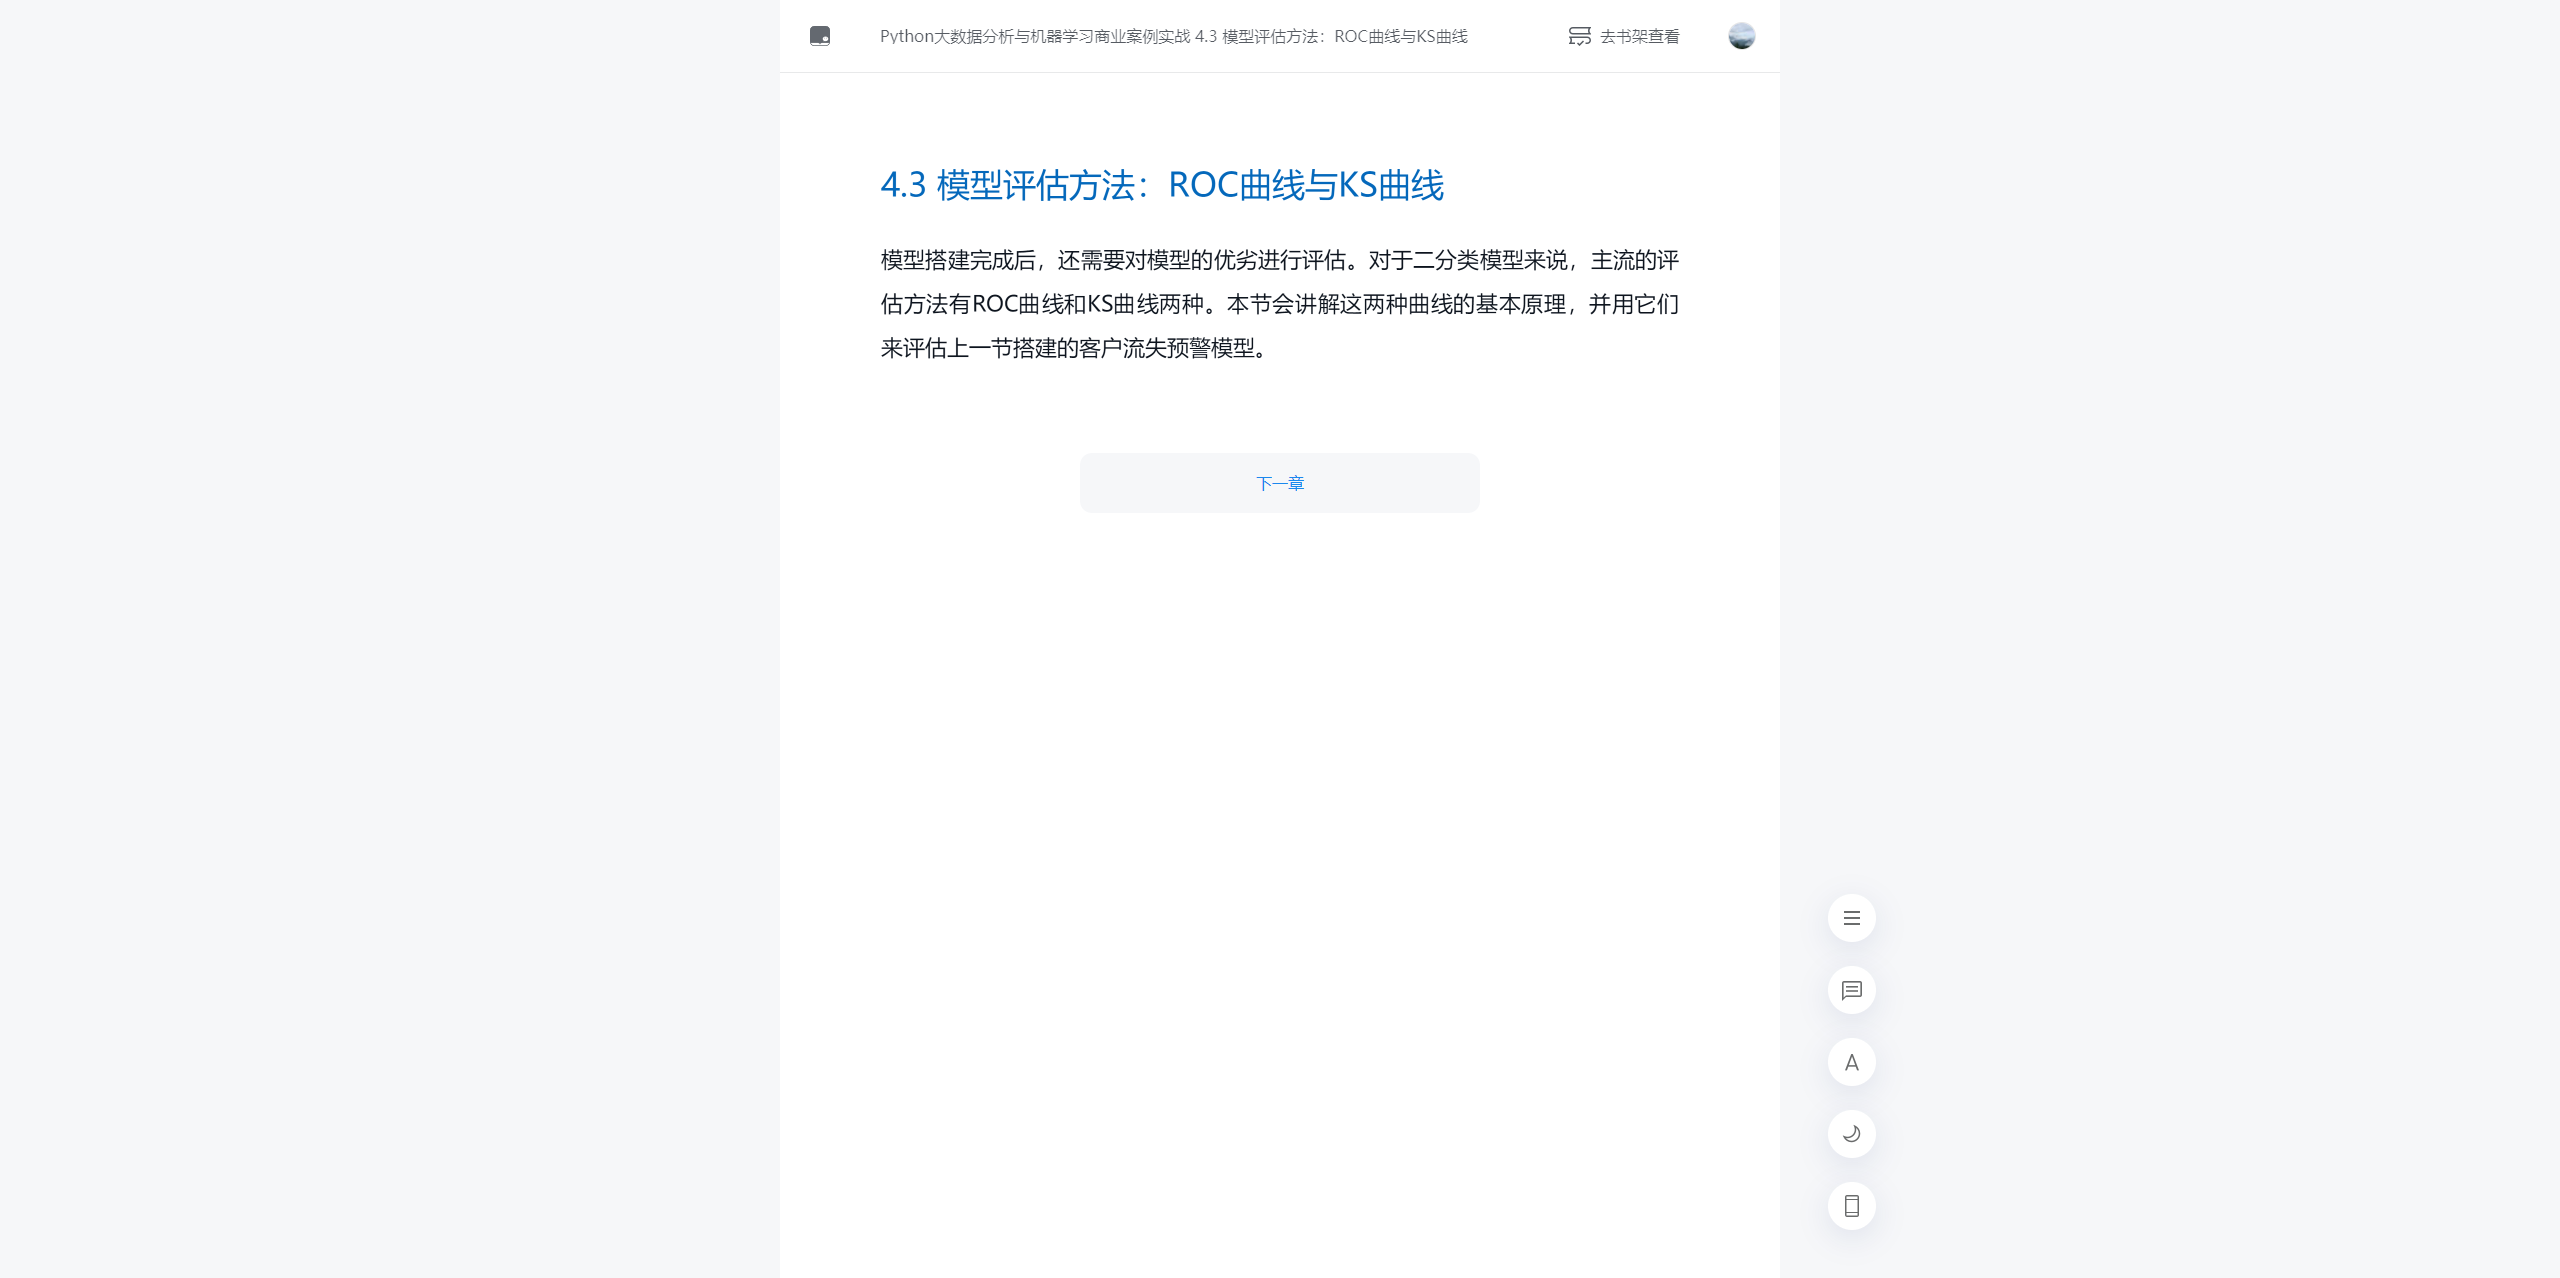 Python大数据分析与机器学习商业案例实战 4.3 模型评估方法：ROC曲线与KS曲线
去书架查看
4.3 模型评估方法：ROC曲线与KS曲线
模型搭建完成后，还需要对模型的优劣进行评估。对于二分类模型来说，主流的评
估方法有ROC曲线和KS曲线两种。本节会讲解这两种曲线的基本原理，并用它们
来评估上一节搭建的客户流失预警模型。
下一章
A